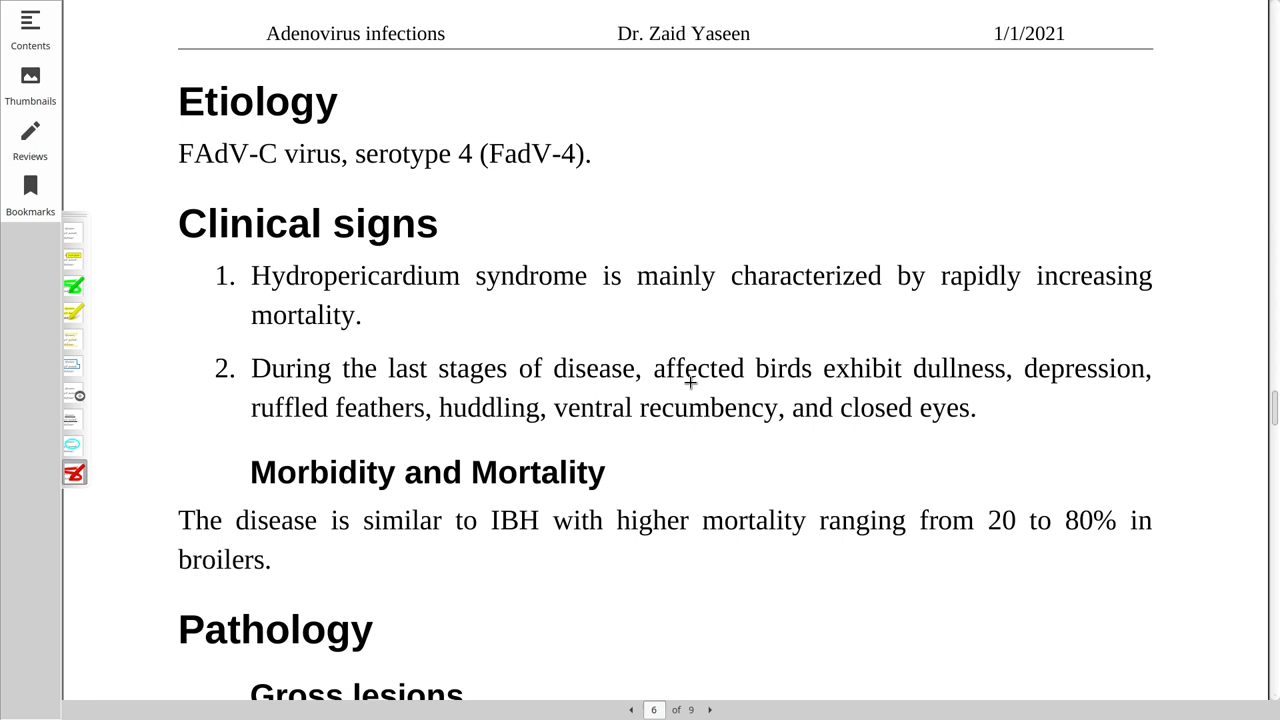 Contents
Thumbnails
Reviews
Bookmarks
Adenovirus infections Dr. Zaid Yaseen 1/1/2021
Etiology
FAdV-C virus, serotype 4 (FadV-4).
Clinical signs
1. Hydropericardium syndrome is mainly characterized by rapidly increasing
mortality.
2. During the last stages of disease, affected birds exhibit dullness, depression,
ruffled feathers, huddling, ventral recumbency, and closed eyes.
Morbidity and Mortality
The disease is similar to IBH with higher mortality ranging from 20 to 80% in
broilers.
Pathology
Gross lesions
6 of 9